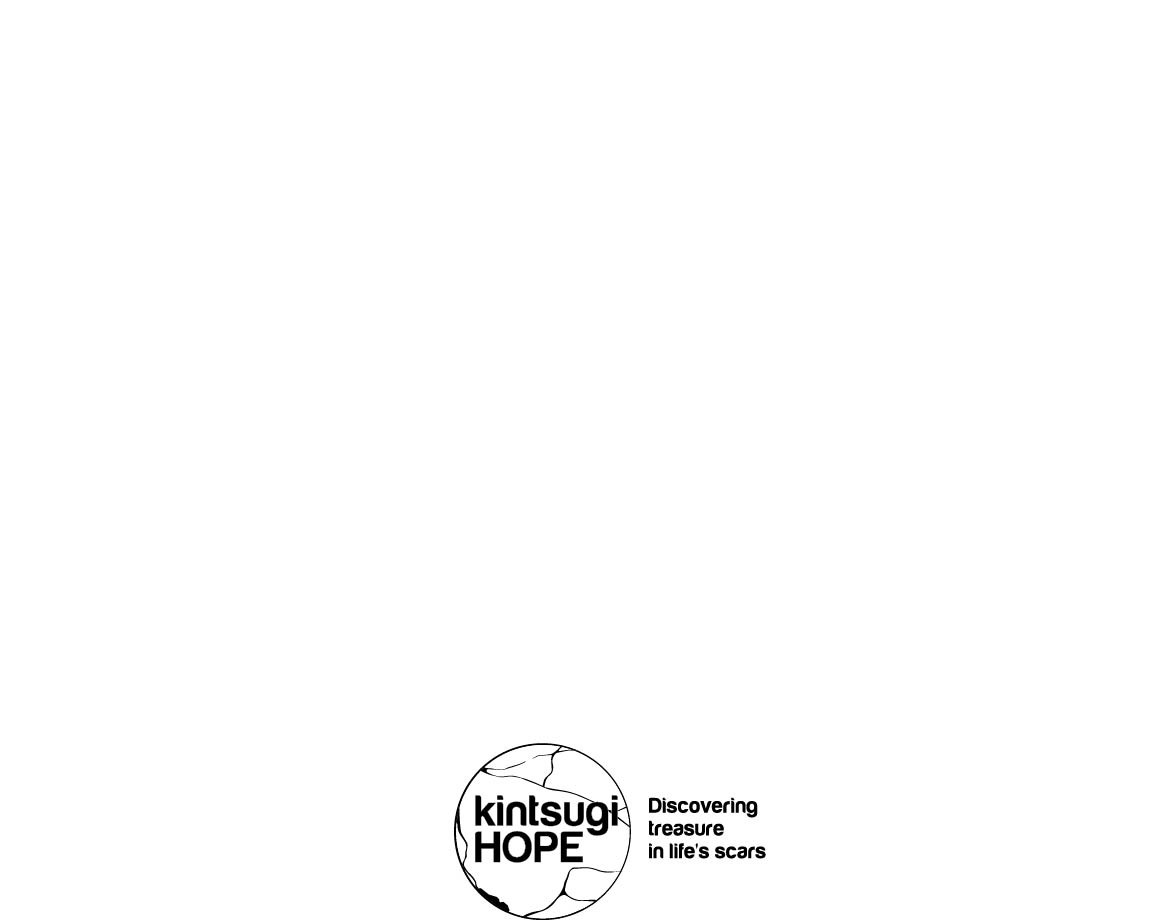 kintsugi
HOPE
Discovering
treasure
in life's scars